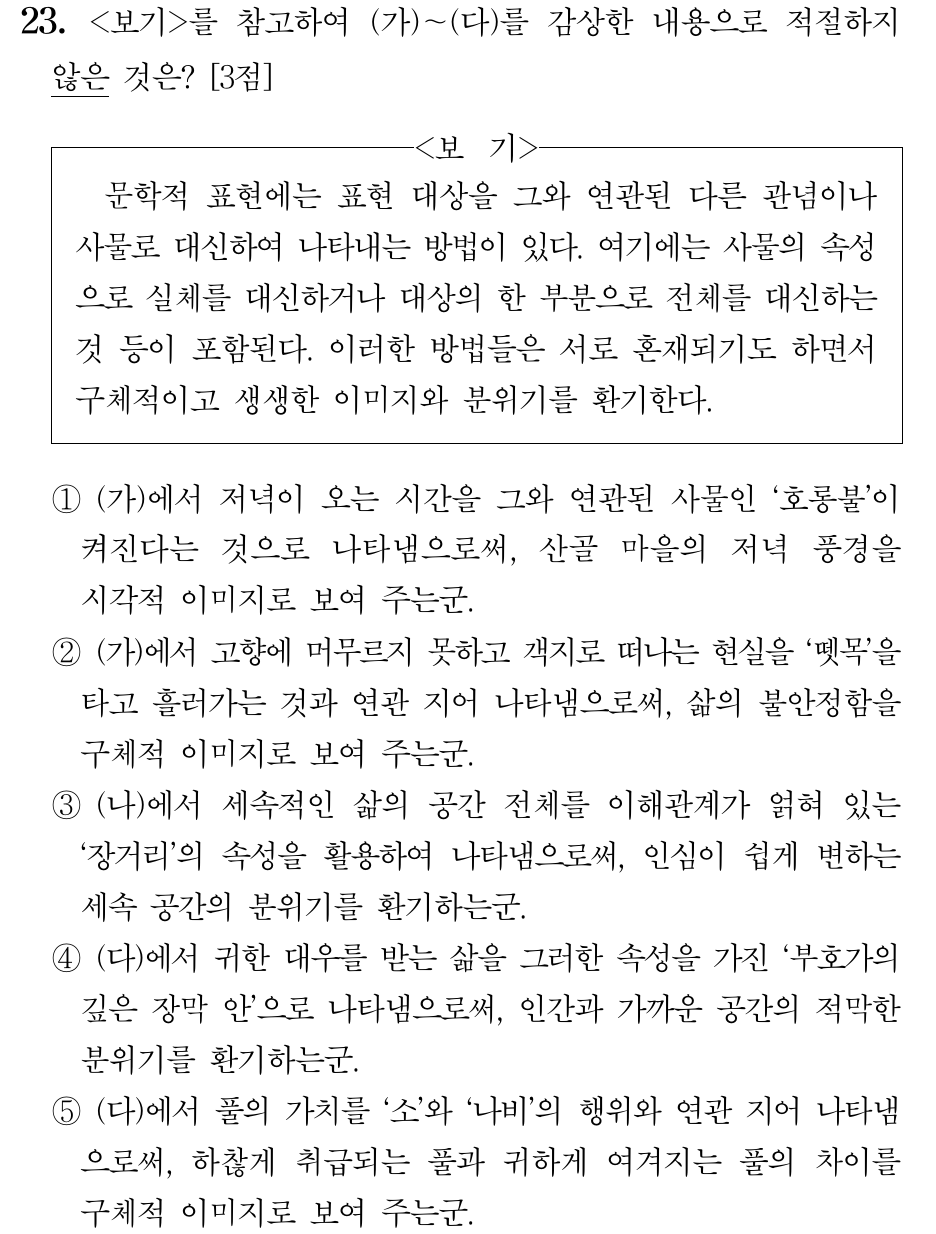 23. <보기>를 참고하여 (가)～(다)를 감상한 내용으로 적절하지
않은 것은? [3점]
<보 기>
문학적 표현에는 표현 대상을 그와 연관된 다른 관념이나
사물로 대신하여 나타내는 방법이 있다. 여기에는 사물의 속성
으로 실체를 대신하거나 대상의 한 부분으로 전체를 대신하는
것 등이 포함된다. 이러한 방법들은 서로 혼재되기도 하면서
구체적이고 생생한 이미지와 분위기를 환기한다.
① (가)에서 저녁이 오는 시간을 그와 연관된 사물인 ‘호롱불’이
켜진다는 것으로 나타냄으로써, 산골 마을의 저녁 풍경을
시각적 이미지로 보여 주는군.
② (가)에서 고향에 머무르지 못하고 객지로 떠나는 현실을 ‘뗏목’을
타고 흘러가는 것과 연관 지어 나타냄으로써, 삶의 불안정함을
구체적 이미지로 보여 주는군.
③ (나)에서 세속적인 삶의 공간 전체를 이해관계가 얽혀 있는
‘장거리’의 속성을 활용하여 나타냄으로써, 인심이 쉽게 변하는
세속 공간의 분위기를 환기하는군.
④ (다)에서 귀한 대우를 받는 삶을 그러한 속성을 가진 ‘부호가의
깊은 장막 안’으로 나타냄으로써, 인간과 가까운 공간의 적막한
분위기를 환기하는군.
⑤ (다)에서 풀의 가치를 ‘소’와 ‘나비’의 행위와 연관 지어 나타냄
으로써, 하찮게 취급되는 풀과 귀하게 여겨지는 풀의 차이를
구체적 이미지로 보여 주는군.